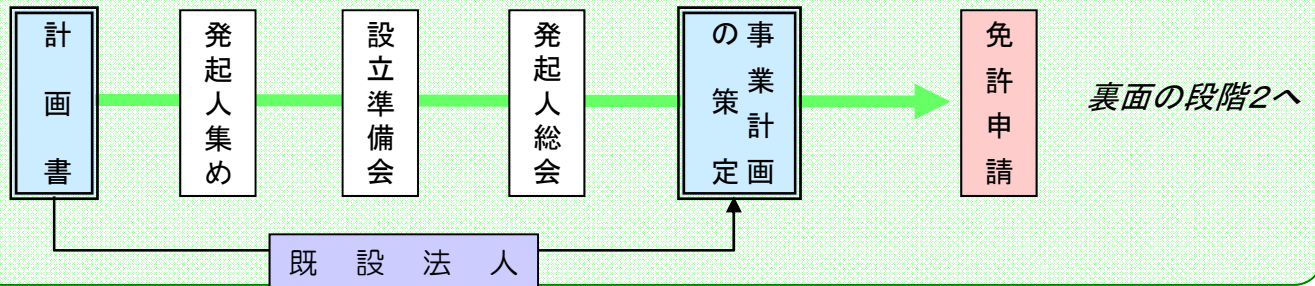 計画書
発起人集め
設立準備会
発起人総会
事業計画
の策定
免許申請
裏面の段階2へ
既設法人